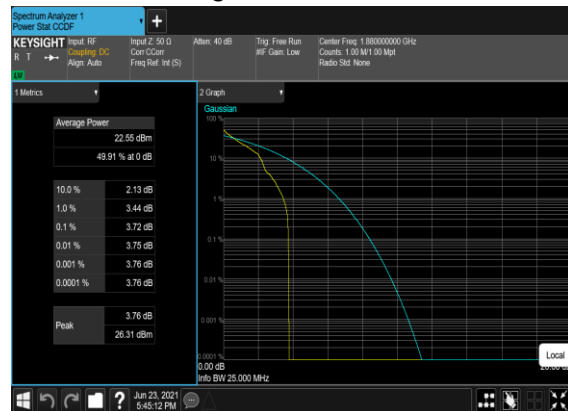 Spectrum Analyzer 1
Power Stat CCDF
+
KEYSIGHT
R T
LW
Input: RF
Coupling: DC
Align: Auto
Input Z: 50 Ω
Corr CCorr
Freq Ref: Int (S)
Atten: 40 dB
Trig: Free Run
#IF Gain: Low
Center Freq: 1.880000000 GHz
Counts: 1.00 M/1.00 Mpt
Radio Std: None
1 Metrics
Average Power
22.55 dBm
49.91 % at 0 dB
10.0 % 2.13 dB
1.0 % 3.44 dB
0.1 % 3.72 dB
0.01 % 3.75 dB
0.001 % 3.76 dB
0.0001 % 3.76 dB
Peak
3.76 dB
26.31 dBm
2 Graph
Gaussian
100 %
10 %
1 %
0.1 %
0.01 %
0.001 %
0.0001 %
0.00 dB
Info BW 25.000 MHz
Local
?
Jun 23, 2021
5:45:12 PM